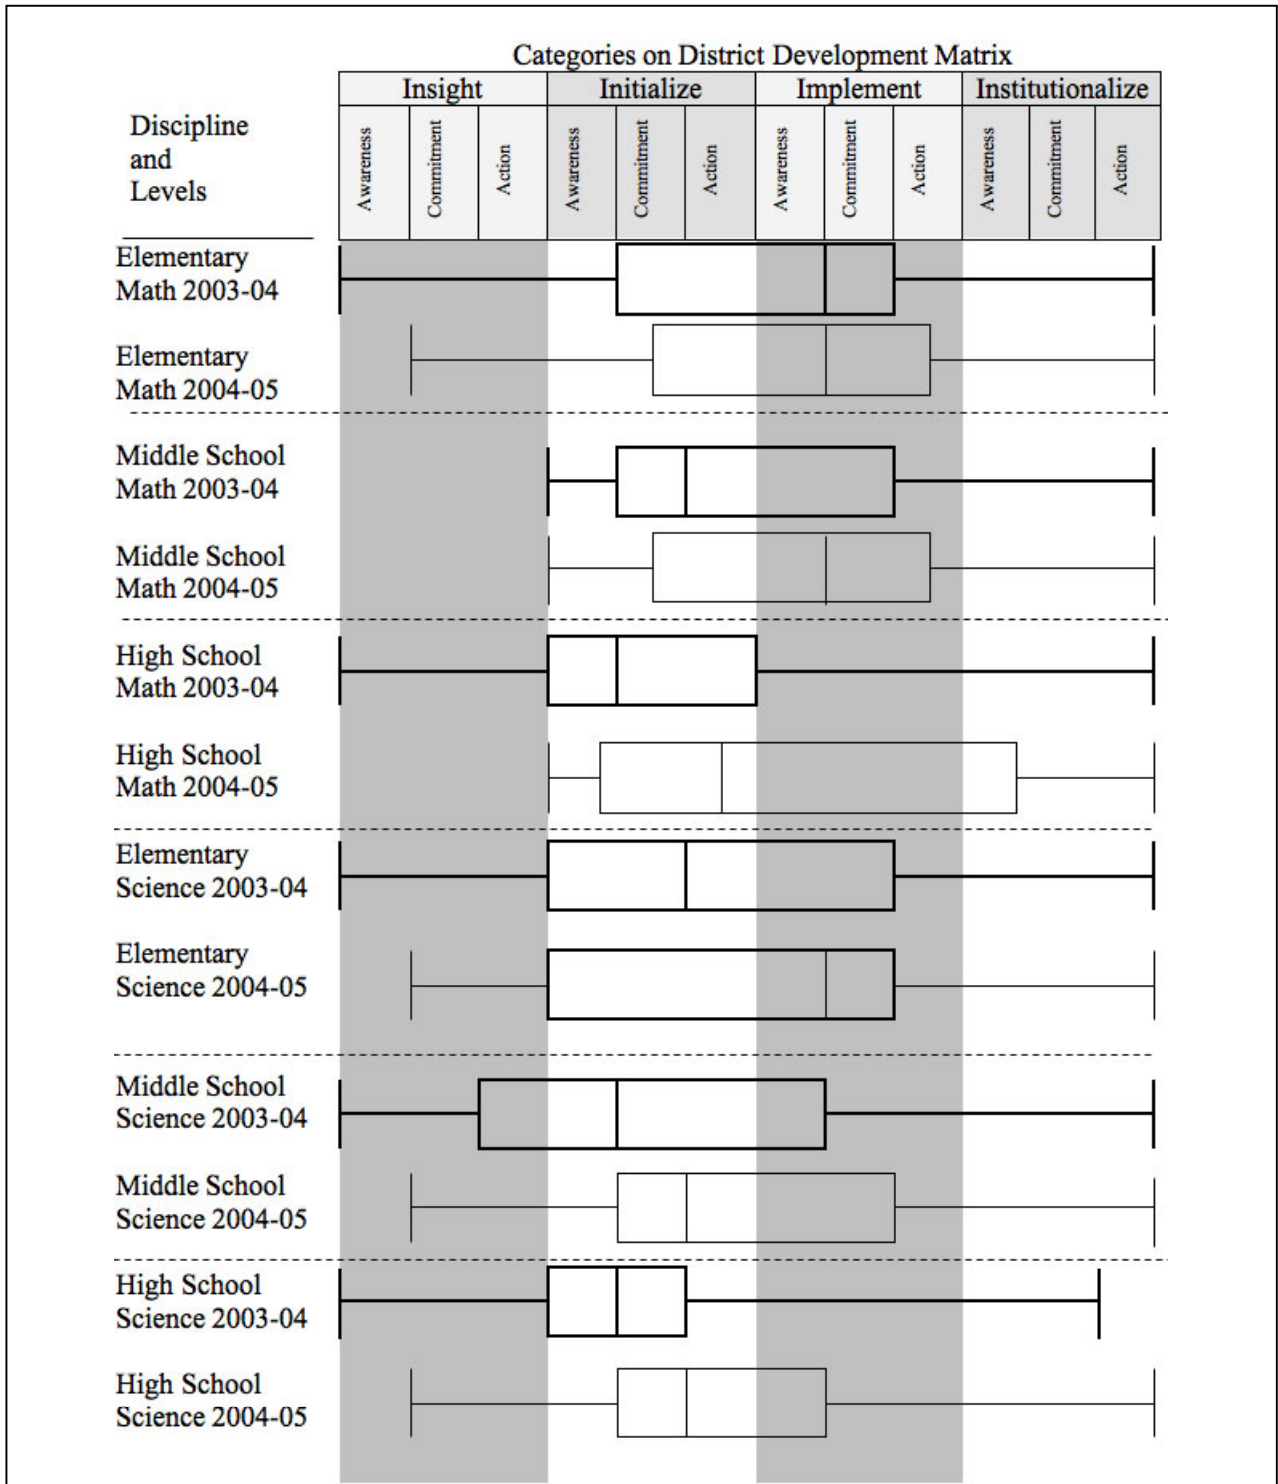 Categories on District Development Matrix
Insight Initialize Implement Institutionalize
Discipline
and
Levels
Awareness Commitment Action Awareness Commitment Action Awareness Commitment Action Awareness Commitment Action
Elementary
Math 2003-04
Elementary
Math 2004-05
Middle School
Math 2003-04
Middle School
Math 2004-05
High School
Math 2003-04
High School
Math 2004-05
Elementary
Science 2003-04
Elementary
Science 2004-05
Middle School
Science 2003-04
Middle School
Science 2004-05
High School
Science 2003-04
High School
Science 2004-05